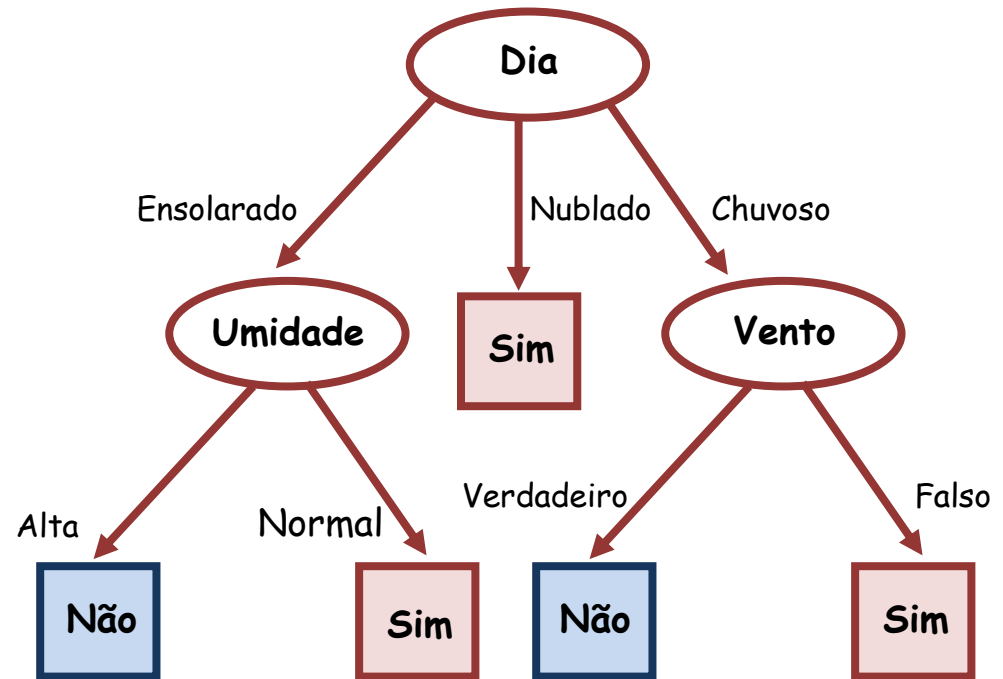 Dia
Ensolarado
Nublado
Chuvoso
Umidade
Sim
Vento
Alta
Normal
Verdadeiro
Falso
Não
Sim
Não
Sim